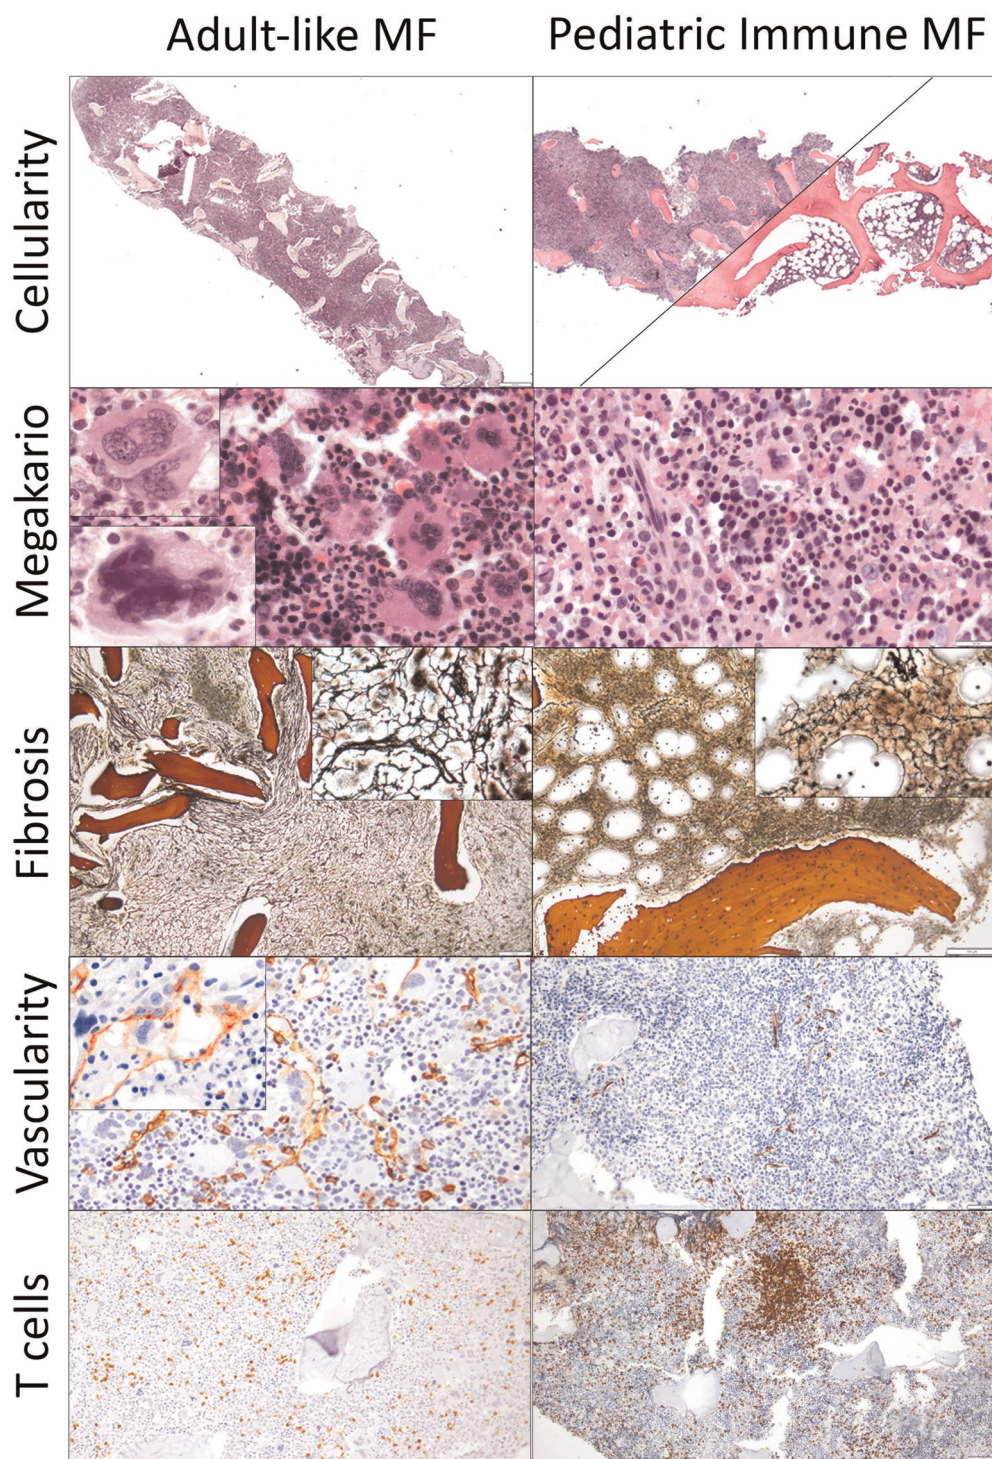 Adult-like MF
Pediatric Immune MF
Cellularity
Megakario
Fibrosis
Vascularity
T cells